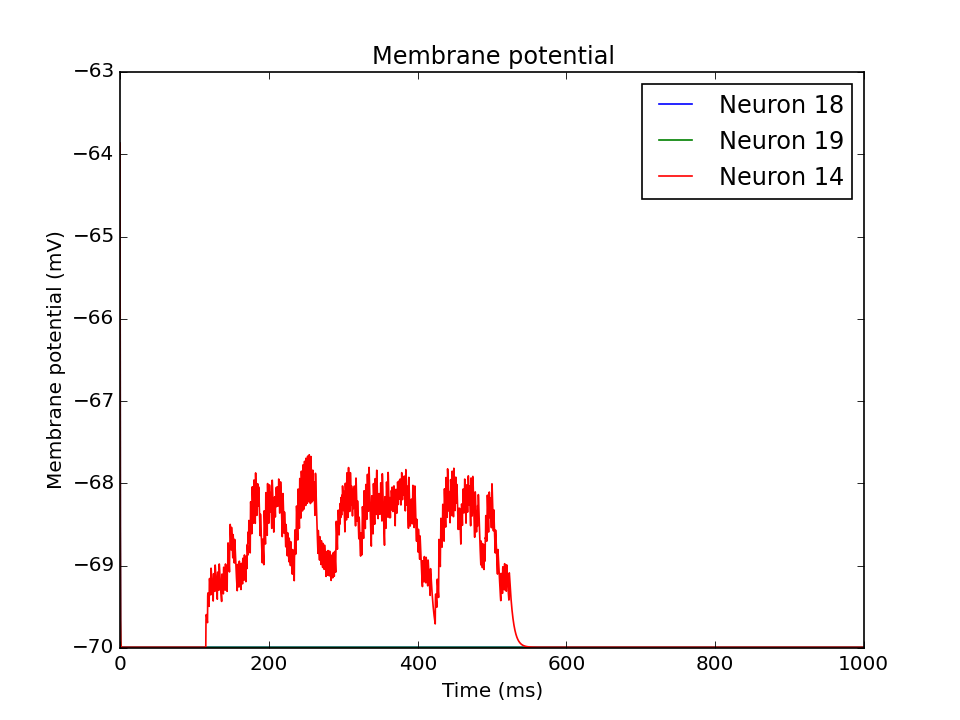 Membrane potential
−63
−64
−65
−66
−67
−68
−69
−70
Membrane potential (mV)
Neuron 18
Neuron 19
Neuron 14
0 200 400 600 800 1000
Time (ms)